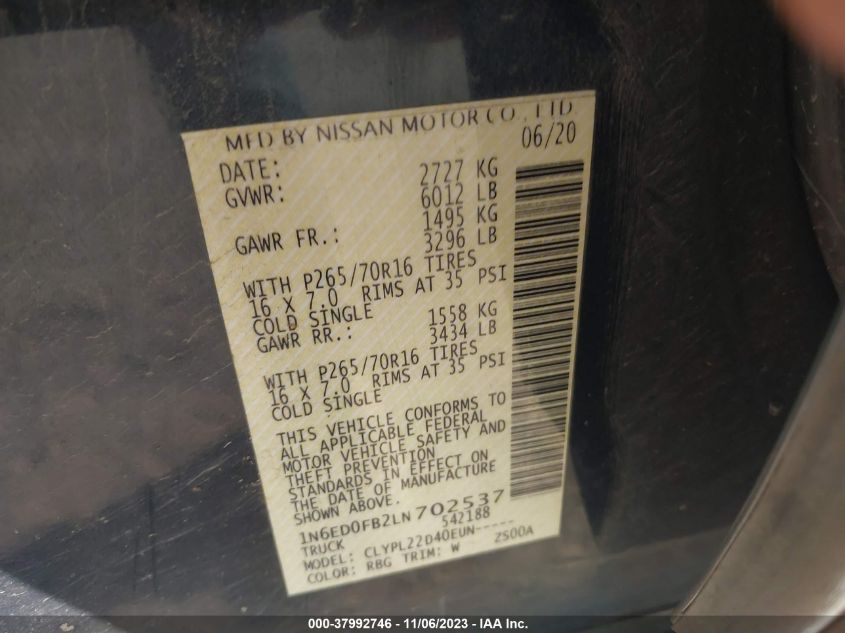 MFD BY NISSAN MOTOR CO., LTD.
DATE: 06/20
GVWR: 2727 KG
6012 LB
GAWR FR.: 1495 KG
3296 LB
WITH P265/70R16 TIRES
16 X 7.0 RIMS AT 35 PSI
COLD SINGLE
GAWR RR.: 1558 KG
3434 LB
WITH P265/70R16 TIRES
16 X 7.0 RIMS AT 35 PSI
COLD SINGLE
THIS VEHICLE CONFORMS TO
ALL APPLICABLE FEDERAL
MOTOR VEHICLE SAFETY AND
THEFT PREVENTION
STANDARDS IN EFFECT ON
THE DATE OF MANUFACTURE
SHOWN ABOVE.
1N6ED0FB2LN702537
TRUCK 542188
MODEL: CLYPL22D40EUN-----
COLOR: RBG TRIM: W ZS00A
000-37992746 - 11/06/2023 - IAA Inc.